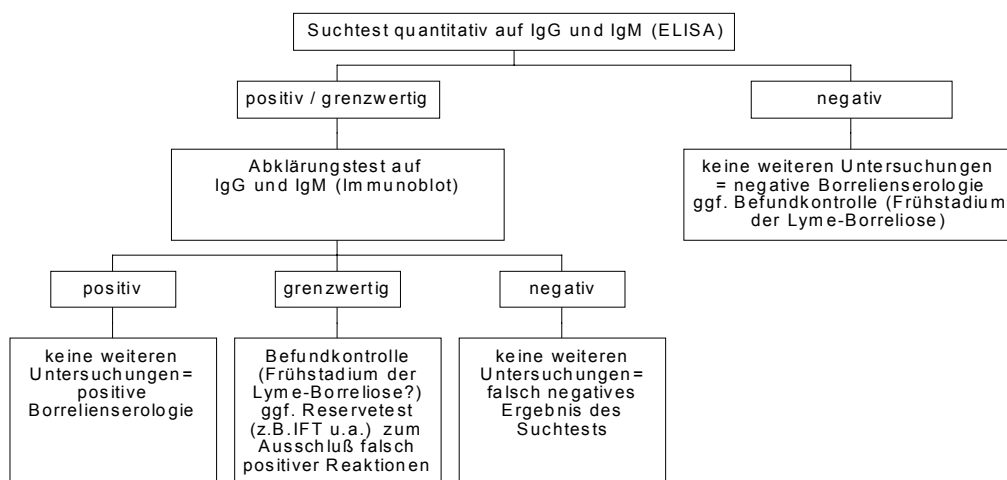 Suchtest quantitativ auf IgG und IgM (ELISA)
positiv / grenzwertig
negativ
Abklärungstest auf
IgG und IgM (Immunoblot)
keine weiteren Untersuchungen
= negative Borrelienserologie
ggf. Befundkontrolle (Frühstadium
der Lyme-Borreliose)
positiv
grenzwertig
negativ
keine weiteren
Untersuchungen=
positive
Borrelienserologie
Befundkontrolle
(Frühstadium der
Lyme-Borreliose?)
ggf. Reservetest
(z.B.IFT u.a.) zum
Ausschluß falsch
positiver Reaktionen
keine weiteren
Untersuchungen=
falsch negatives
Ergebnis des
Suchtests